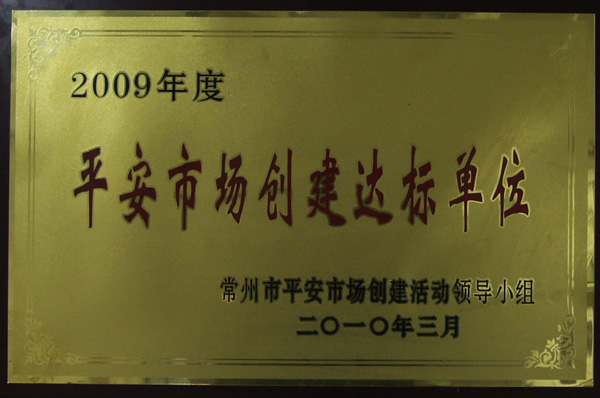 2009年度
平安市场创建达标单位
常州市平安市场创建活动领导小组
二〇一〇年三月